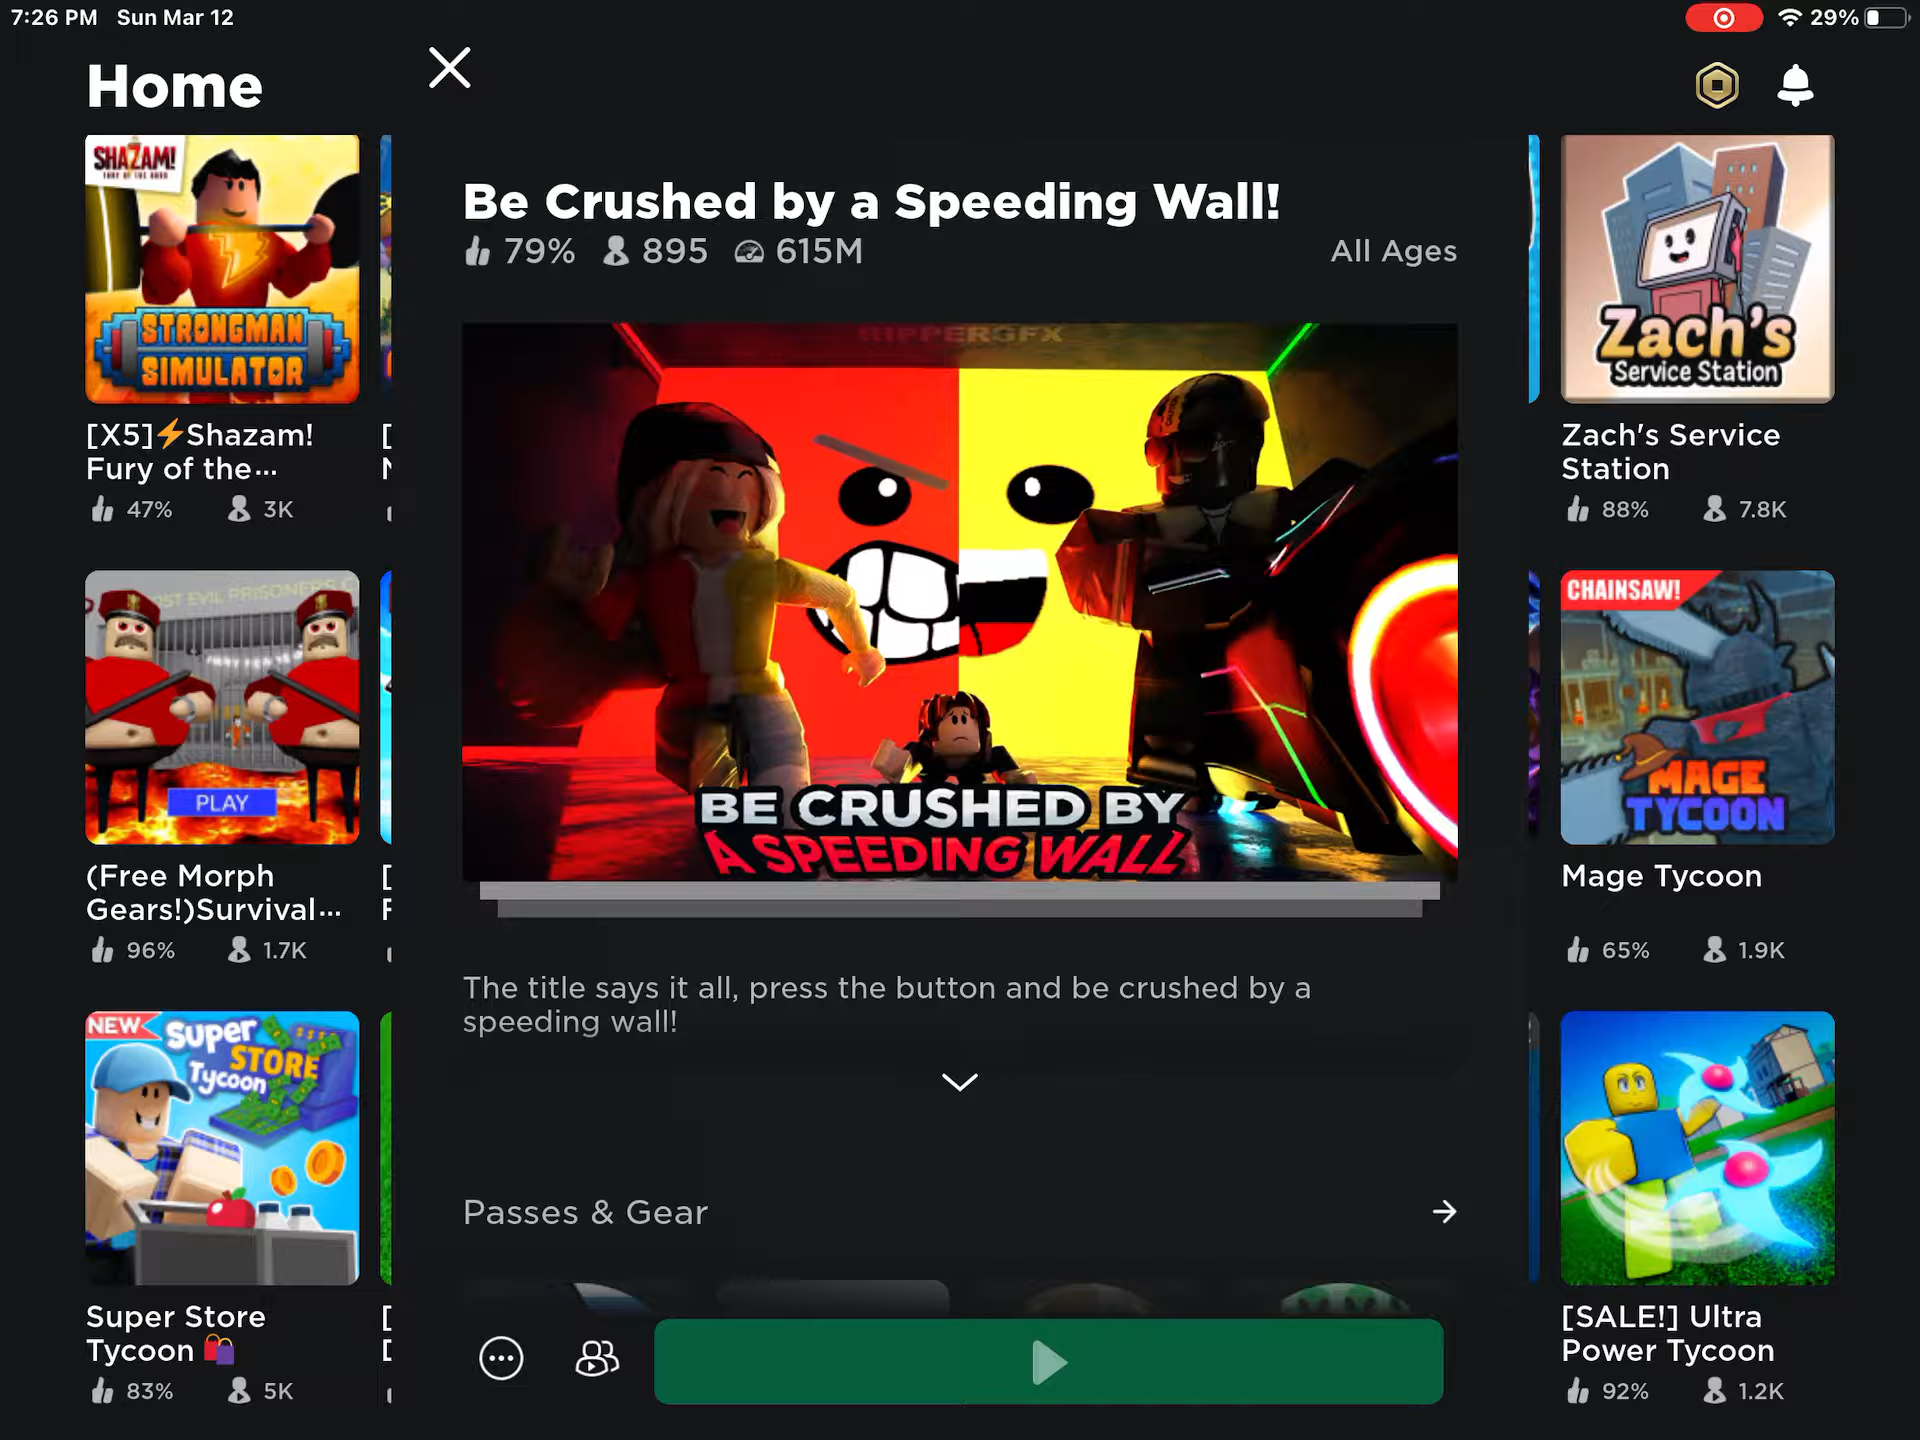 7:26 PM Sun Mar 12
29%
Home
Be Crushed by a Speeding Wall!
79% 895 615M
All Ages
RIPPERGFX
BE CRUSHED BY
A SPEEDING WALL
The title says it all, press the button and be crushed by a
speeding wall!
Passes & Gear
SHAZAM!
STRONGMAN
SIMULATOR
[X5]⚡Shazam!
Fury of the...
47% 3K
PLAY
(Free Morph
Gears!)Survival...
96% 1.7K
NEW
Super
STORE
Tycoon
Super Store
Tycoon 🛍️
83% 5K
Zach's
Service Station
Zach's Service
Station
88% 7.8K
CHAINSAW!
MAGE
TYCOON
Mage Tycoon
65% 1.9K
[SALE!] Ultra
Power Tycoon
92% 1.2K